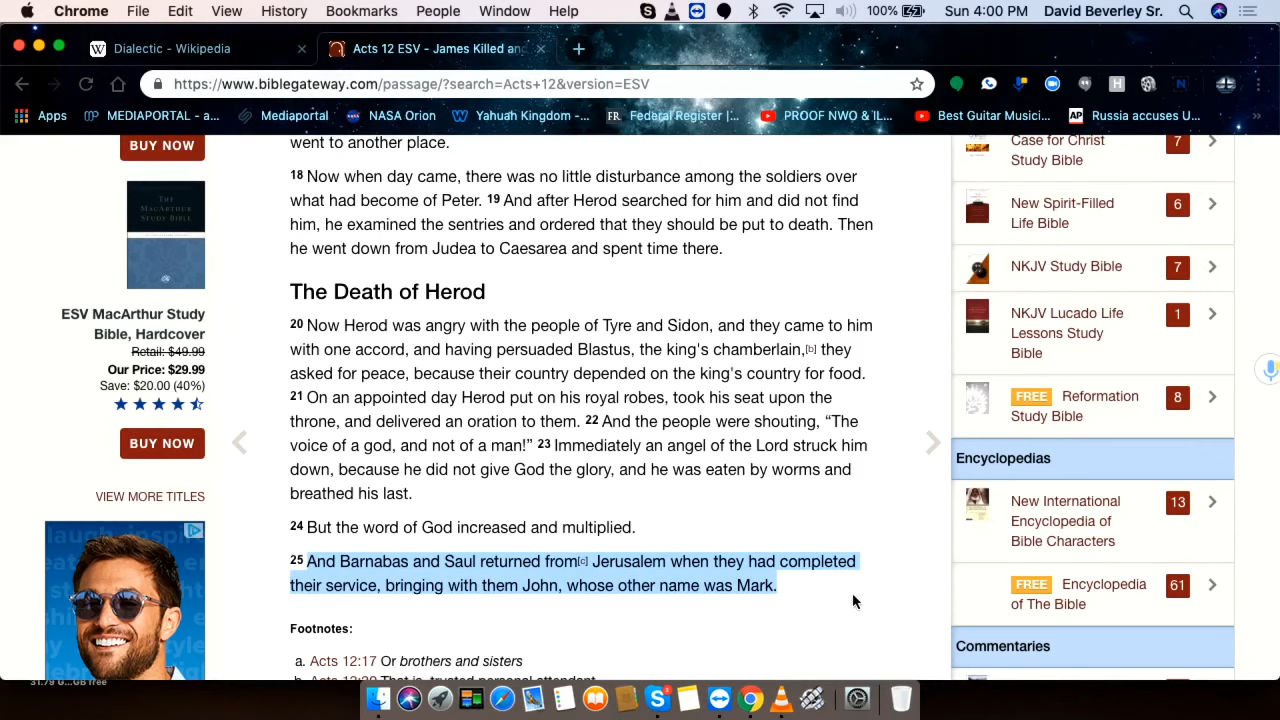 Chrome File Edit View History Bookmarks People Window Help 100% Sun 4:00 PM David Beverley Sr.
Dialectic - Wikipedia × Acts 12 ESV - James Killed and × +
https://www.biblegateway.com/passage/?search=Acts+12&version=ESV
Apps MEDIAPORTAL - a... Mediaportal NASA Orion Yahuah Kingdom -... FR Federal Register |... PROOF NWO & IL... Best Guitar Musici... AP Russia accuses U... »
BUY NOW
THE MACARTHUR STUDY BIBLE
ESV MacArthur Study
Bible, Hardcover
Retail: $49.99
Our Price: $29.99
Save: $20.00 (40%)
BUY NOW
VIEW MORE TITLES
went to another place.
18 Now when day came, there was no little disturbance among the soldiers over
what had become of Peter. 19 And after Herod searched for him and did not find
him, he examined the sentries and ordered that they should be put to death. Then
he went down from Judea to Caesarea and spent time there.
The Death of Herod
20 Now Herod was angry with the people of Tyre and Sidon, and they came to him
with one accord, and having persuaded Blastus, the king's chamberlain,[b] they
asked for peace, because their country depended on the king's country for food.
21 On an appointed day Herod put on his royal robes, took his seat upon the
throne, and delivered an oration to them. 22 And the people were shouting, “The
voice of a god, and not of a man!” 23 Immediately an angel of the Lord struck him
down, because he did not give God the glory, and he was eaten by worms and
breathed his last.
24 But the word of God increased and multiplied.
25 And Barnabas and Saul returned from[c] Jerusalem when they had completed
their service, bringing with them John, whose other name was Mark.
Footnotes:
a. Acts 12:17 Or brothers and sisters
Case for Christ
Study Bible 7
New Spirit-Filled
Life Bible 6
NKJV Study Bible 7
NKJV Lucado Life
Lessons Study
Bible 1
FREE Reformation
Study Bible 8
Encyclopedias
New International
Encyclopedia of
Bible Characters 13
FREE Encyclopedia
of The Bible 61
Commentaries